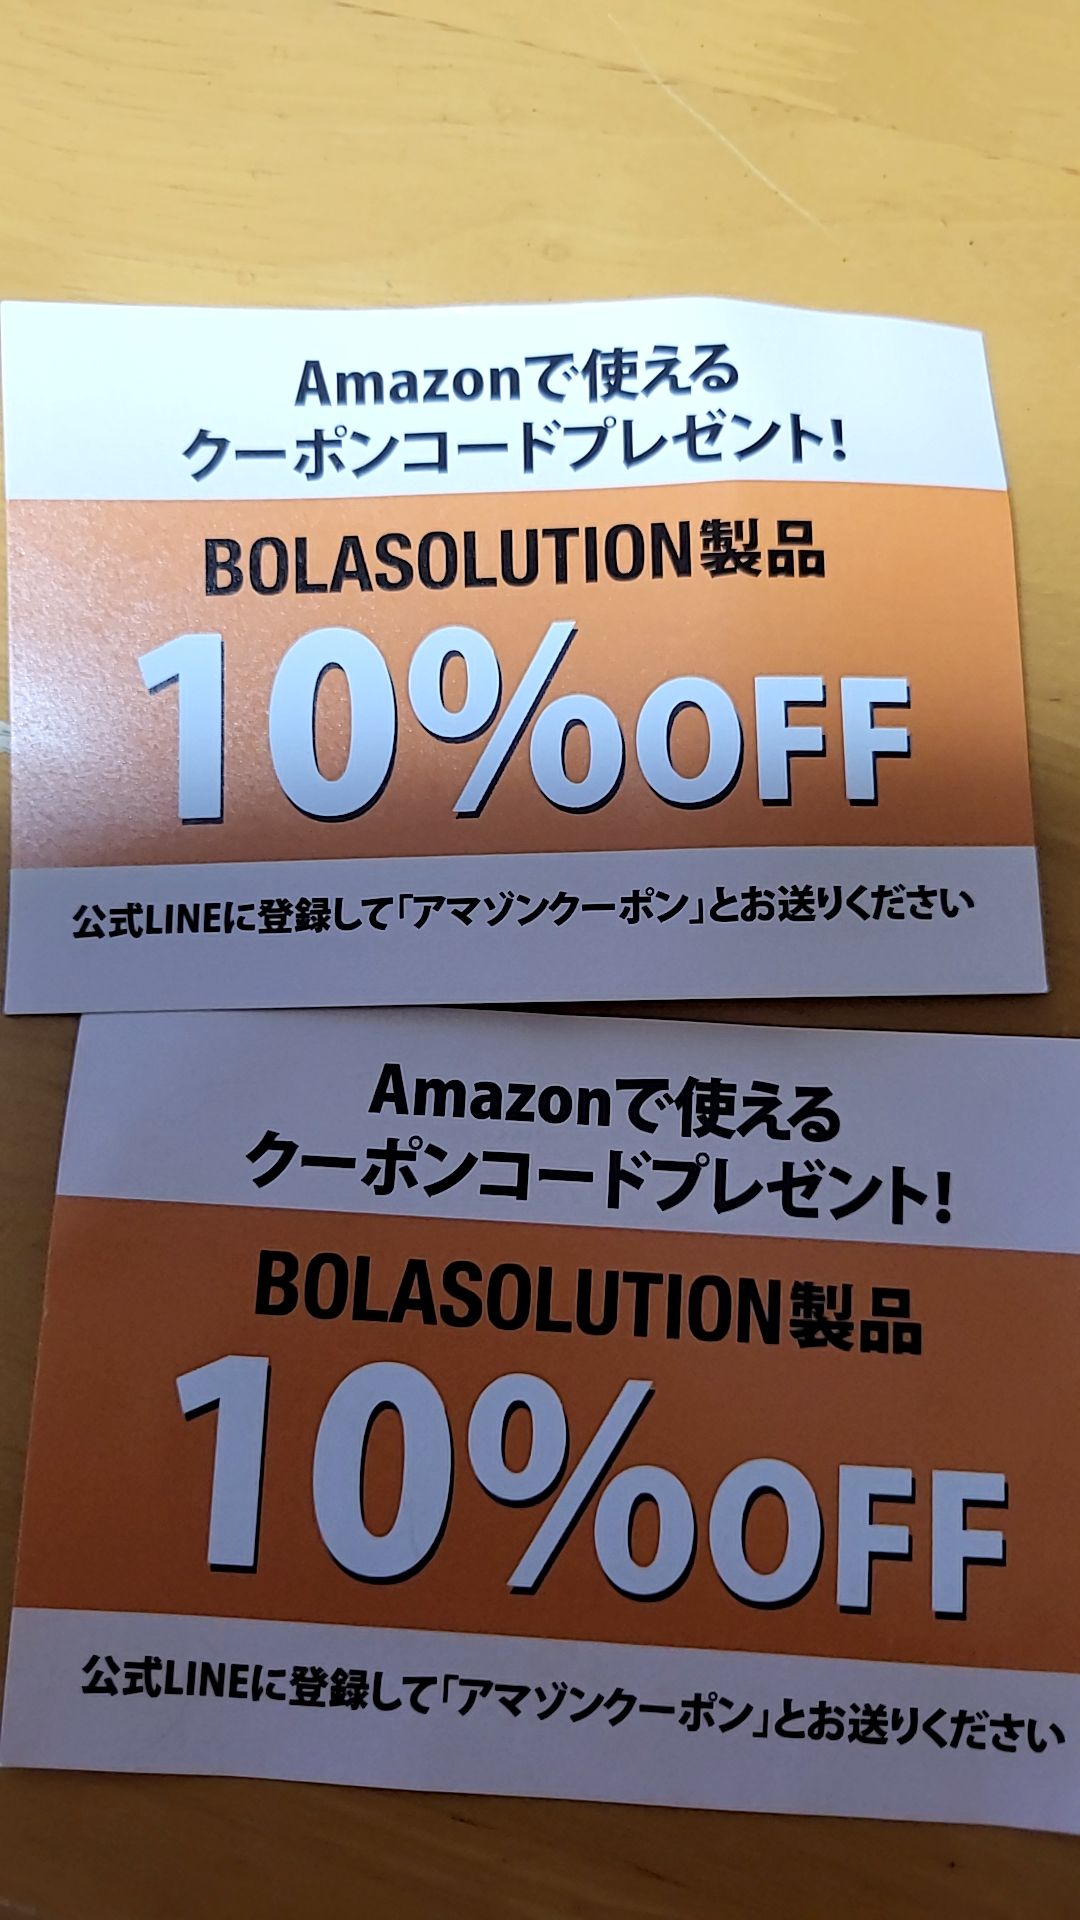 Amazonで使える
クーポンコードプレゼント!
BOLASOLUTION製品
10%OFF
公式LINEに登録して「アマゾンクーポン」とお送りください
Amazonで使える
クーポンコードプレゼント!
BOLASOLUTION製品
10%OFF
公式LINEに登録して「アマゾンクーポン」とお送りください